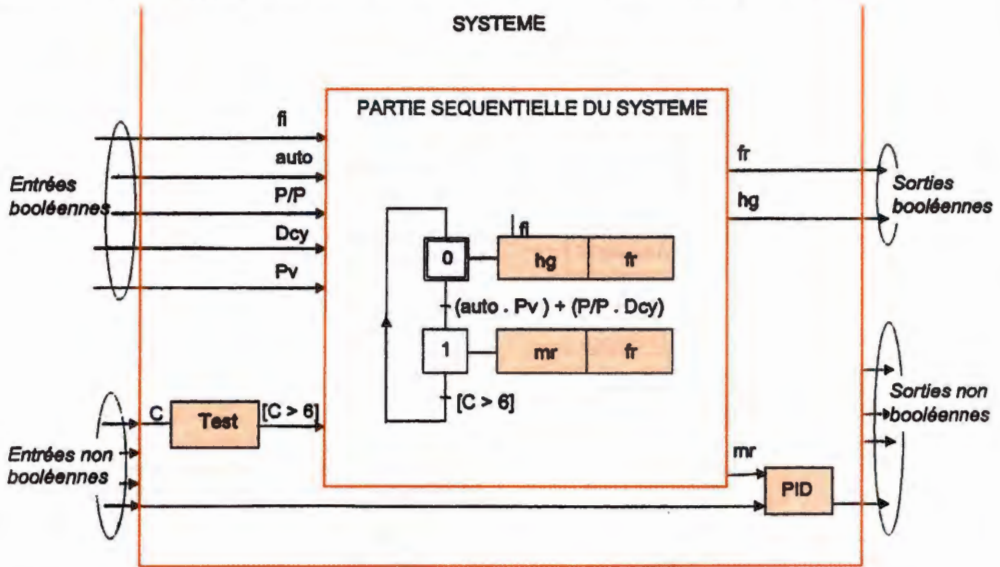 SYSTEME
PARTIE SEQUENTIELLE DU SYSTEME
fi
auto
P/P
Dcy
Pv
Entrées
booléennes
fr
hg
Sorties
booléennes
fi
0
hg
fr
(auto . Pv ) + (P/P . Dcy)
1
mr
fr
[C > 6]
C
Test
[C > 6]
Entrées non
booléennes
mr
PID
Sorties non
booléennes